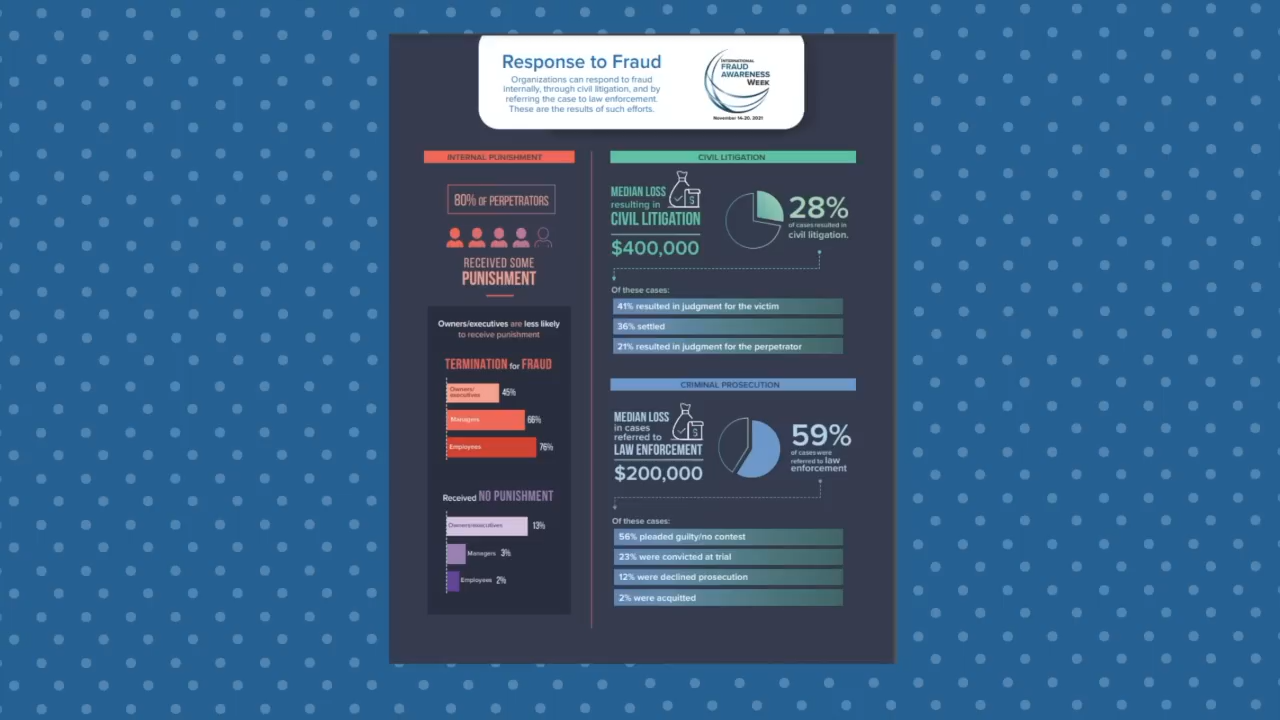 Response to Fraud
Organizations can respond to fraud
internally, through civil litigation, and by
referring the case to law enforcement.
These are the results of such efforts.
INTERNATIONAL
FRAUD
AWARENESS
WEEK
November 14-20, 2021
INTERNAL PUNISHMENT
80% OF PERPETRATORS
RECEIVED SOME
PUNISHMENT
Owners/executives are less likely
to receive punishment
TERMINATION for FRAUD
Owners/
executives
45%
Managers
66%
Employees
76%
Received NO PUNISHMENT
Owners/executives
13%
Managers 3%
Employees 2%
CIVIL LITIGATION
MEDIAN LOSS
resulting in
CIVIL LITIGATION
$400,000
28%
of cases resulted in
civil litigation.
Of these cases:
41% resulted in judgment for the victim
36% settled
21% resulted in judgment for the perpetrator
CRIMINAL PROSECUTION
MEDIAN LOSS
in cases
referred to
LAW ENFORCEMENT
$200,000
59%
of cases were
referred to law
enforcement
Of these cases:
56% pleaded guilty/no contest
23% were convicted at trial
12% were declined prosecution
2% were acquitted